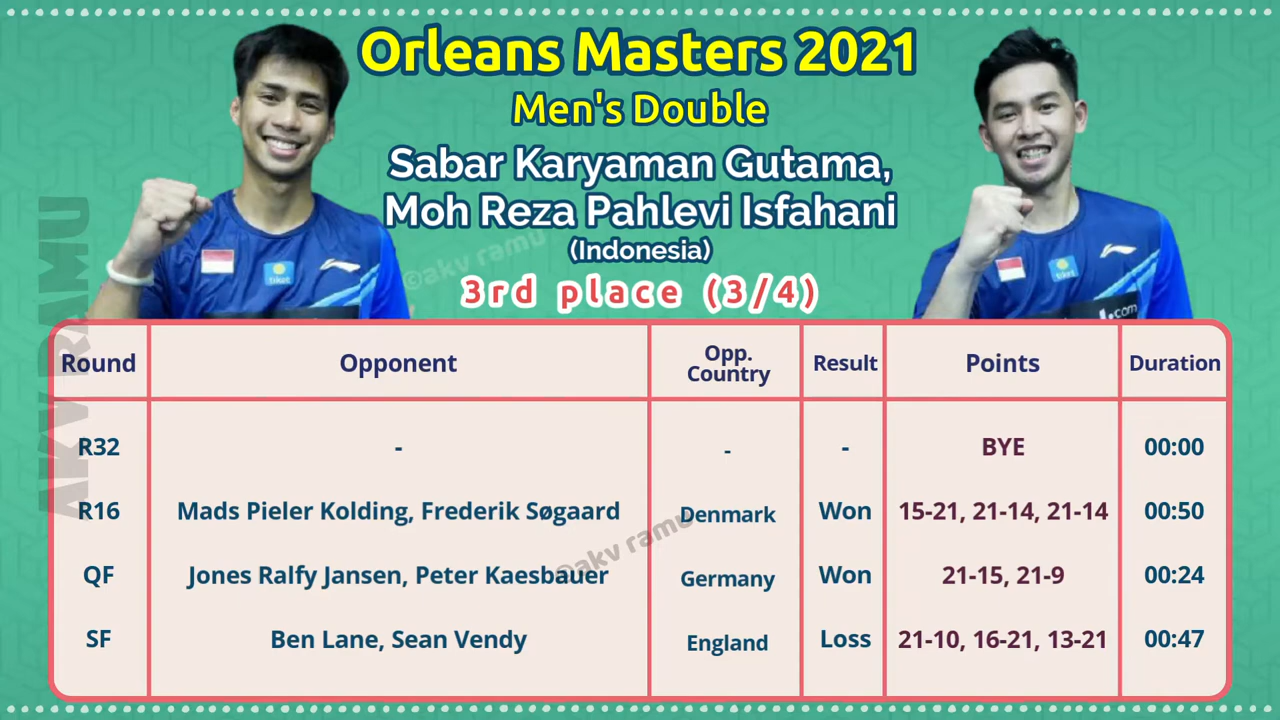 Orleans Masters 2021
Men's Double
Sabar Karyaman Gutama,
Moh Reza Pahlevi Isfahani
(Indonesia)
3rd place (3/4)
©akv ramu
AKV RAMU
tiket
.com
Round Opponent Opp. Country Result Points Duration
R32 - - - BYE 00:00
R16 Mads Pieler Kolding, Frederik Søgaard Denmark Won 15-21, 21-14, 21-14 00:50
©akv ramu
QF Jones Ralfy Jansen, Peter Kaesbauer Germany Won 21-15, 21-9 00:24
SF Ben Lane, Sean Vendy England Loss 21-10, 16-21, 13-21 00:47